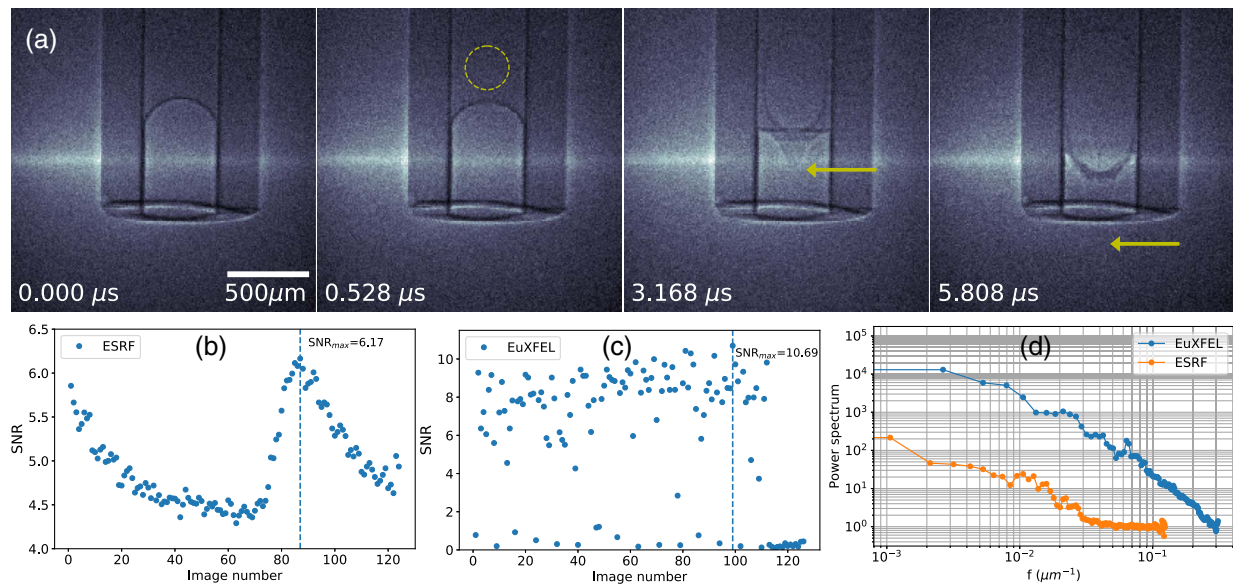 (a)
0.000 μs
500μm
0.528 μs
3.168 μs
5.808 μs
(b)
ESRF
SNRmax=6.17
6.5
6.0
5.5
5.0
4.5
4.0
SNR
0 20 40 60 80 100 120
Image number
(c)
EuXFEL
SNRmax=10.69
10
8
6
4
2
0
SNR
0 20 40 60 80 100 120
Image number
(d)
EuXFEL
ESRF
10⁵
10⁴
10³
10²
10¹
10⁰
Power spectrum
10⁻³ 10⁻² 10⁻¹
f (μm⁻¹)